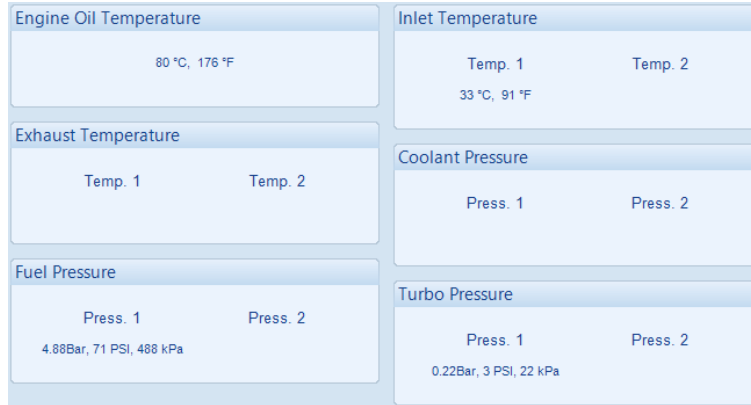 Engine Oil Temperature
80 °C, 176 °F
Exhaust Temperature
Temp. 1 Temp. 2
Fuel Pressure
Press. 1 Press. 2
4.88Bar, 71 PSI, 488 kPa
Inlet Temperature
Temp. 1 Temp. 2
33 °C, 91 °F
Coolant Pressure
Press. 1 Press. 2
Turbo Pressure
Press. 1 Press. 2
0.22Bar, 3 PSI, 22 kPa